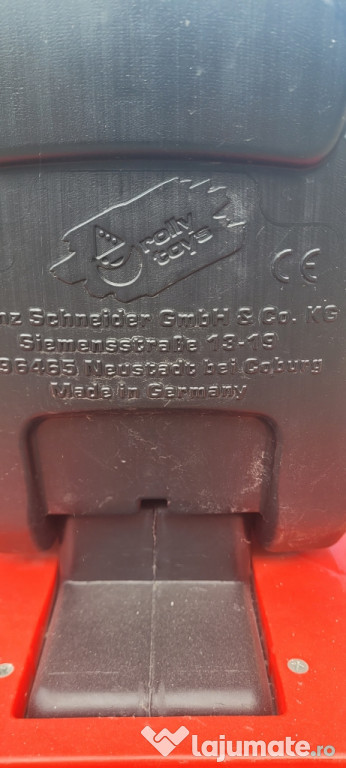 rolly
toys
CE
nz Schneider GmbH & Co. KG
Siemensstraße 13-19
96465 Neustadt bei Coburg
Made in Germany
lajumate.ro